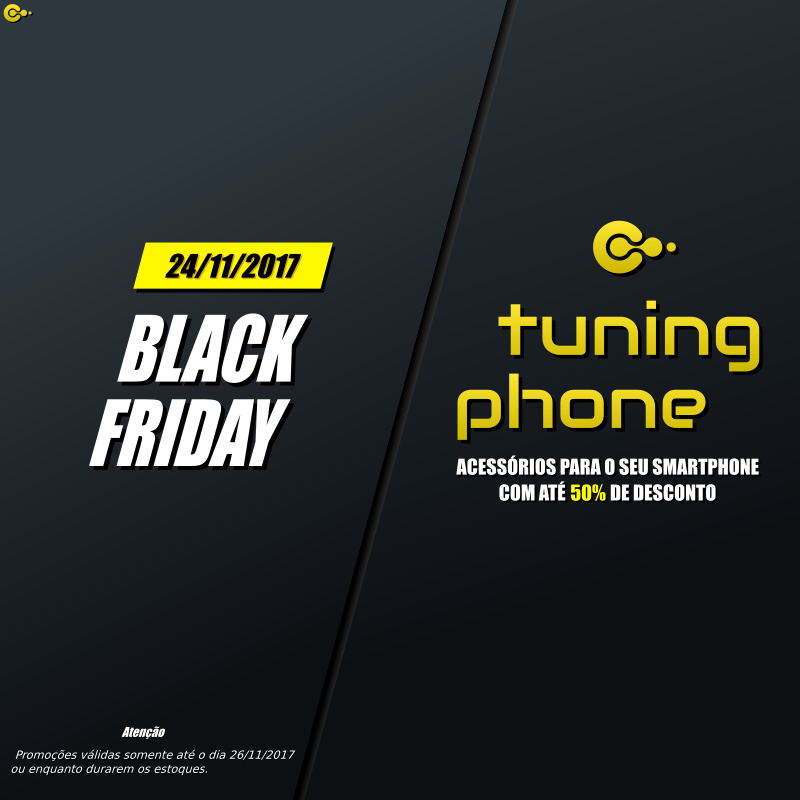 24/11/2017
BLACK
FRIDAY
tuning
phone
ACESSÓRIOS PARA O SEU SMARTPHONE
COM ATÉ 50% DE DESCONTO
Atenção
Promoções válidas somente até o dia 26/11/2017
ou enquanto durarem os estoques.